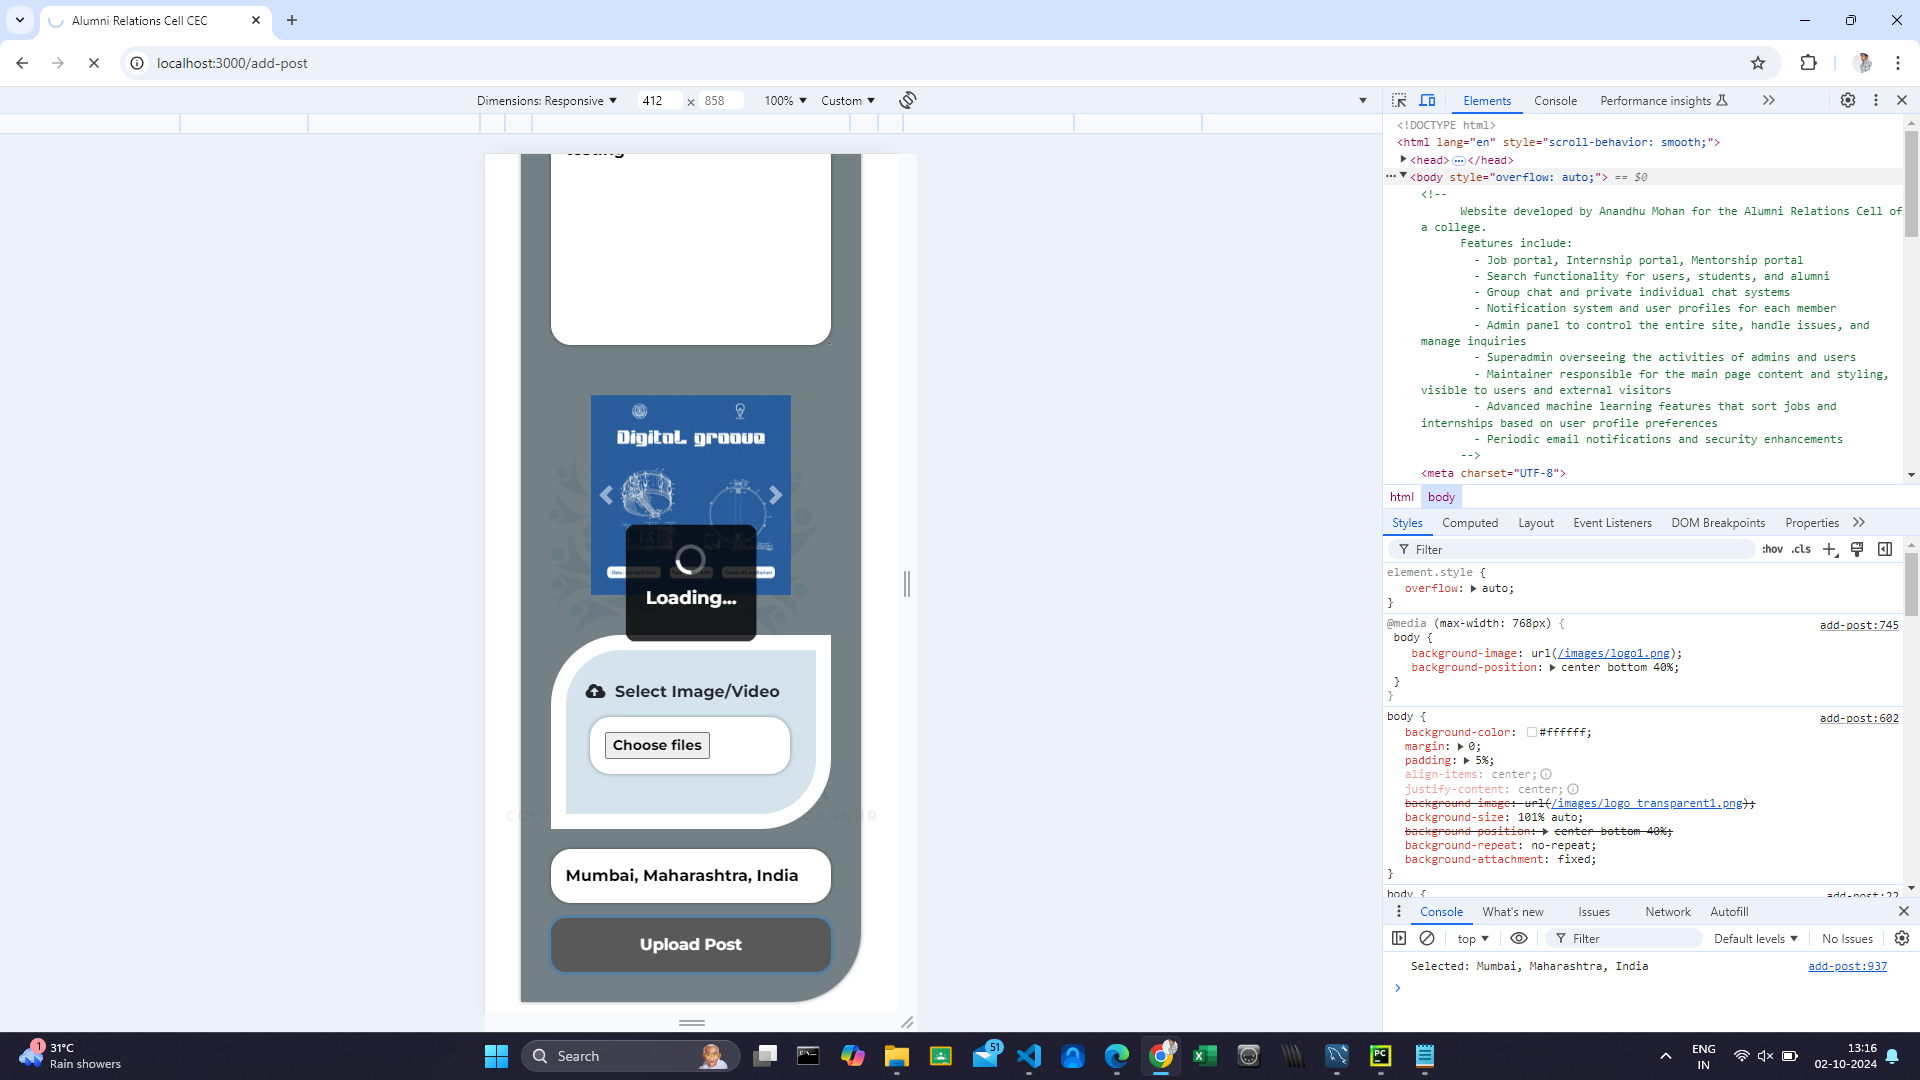 Alumni Relations Cell CEC
localhost:3000/add-post
Dimensions: Responsive 412 × 858 100% Custom
testing
Digital groove
Loading...
Select Image/Video
Choose files
Mumbai, Maharashtra, India
Upload Post
Elements Console Performance insights
<!DOCTYPE html>
<html lang="en" style="scroll-behavior: smooth;">
<head> </head>
<body style="overflow: auto;"> == $0
<!--
Website developed by Anandhu Mohan for the Alumni Relations Cell of
a college.
Features include:
- Job portal, Internship portal, Mentorship portal
- Search functionality for users, students, and alumni
- Group chat and private individual chat systems
- Notification system and user profiles for each member
- Admin panel to control the entire site, handle issues, and
manage inquiries
- Superadmin overseeing the activities of admins and users
- Maintainer responsible for the main page content and styling,
visible to users and external visitors
- Advanced machine learning features that sort jobs and
internships based on user profile preferences
- Periodic email notifications and security enhancements
-->
<meta charset="UTF-8">
html body
Styles Computed Layout Event Listeners DOM Breakpoints Properties
Filter :hov .cls
element.style {
overflow: auto;
}
@media (max-width: 768px) { add-post:745
body {
background-image: url(/images/logo1.png);
background-position: center bottom 40%;
}
}
body { add-post:602
background-color: #ffffff;
margin: 0;
padding: 5%;
align-items: center;
justify-content: center;
background-image: url(/images/logo_transparent1.png);
background-size: 101% auto;
background-position: center bottom 40%;
background-repeat: no-repeat;
background-attachment: fixed;
}
body { add-post:22
Console What's new Issues Network Autofill
top Filter Default levels No Issues
Selected: Mumbai, Maharashtra, India add-post:937
1
31°C
Rain showers
Search
51
PC
ENG
IN
13:16
02-10-2024